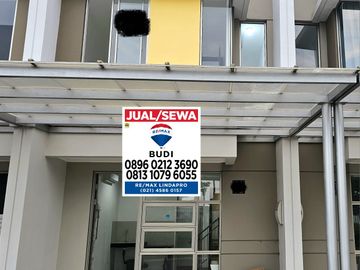 JUAL/SEWA
RE/MAX
BUDI
0896 0212 3690
0813 1079 6055
RE/MAX LINDAPRO
(021) 4586 0157